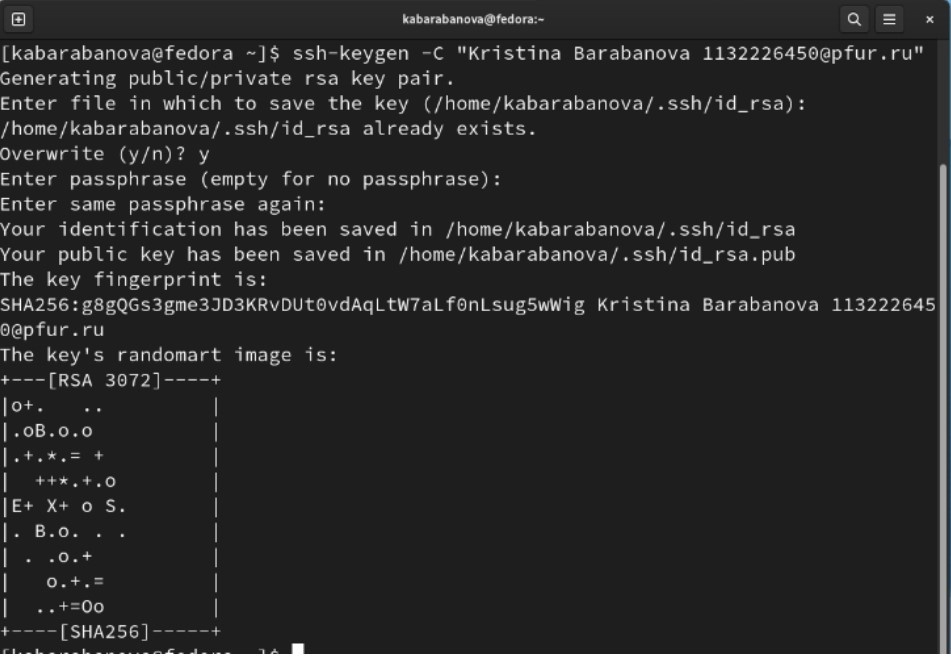 kabarabanova@fedora:~
[kabarabanova@fedora ~]$ ssh-keygen -C "Kristina Barabanova 1132226450@pfur.ru"
Generating public/private rsa key pair.
Enter file in which to save the key (/home/kabarabanova/.ssh/id_rsa):
/home/kabarabanova/.ssh/id_rsa already exists.
Overwrite (y/n)? y
Enter passphrase (empty for no passphrase):
Enter same passphrase again:
Your identification has been saved in /home/kabarabanova/.ssh/id_rsa
Your public key has been saved in /home/kabarabanova/.ssh/id_rsa.pub
The key fingerprint is:
SHA256:g8gQGs3gme3JD3KRvDUt0vdAqLtW7aLf0nLsug5wWig Kristina Barabanova 113222645
0@pfur.ru
The key's randomart image is:
+---[RSA 3072]----+
|o+.   ..         |
|.oB.o.o          |
|.+.*.= +         |
|  ++*.+.o        |
|E+ X+ o S.       |
|. B.o. . .       |
| . .o.+          |
|   o.+.=         |
|  ..+=Oo         |
+----[SHA256]-----+
[kabarabanova@fedora ~]$